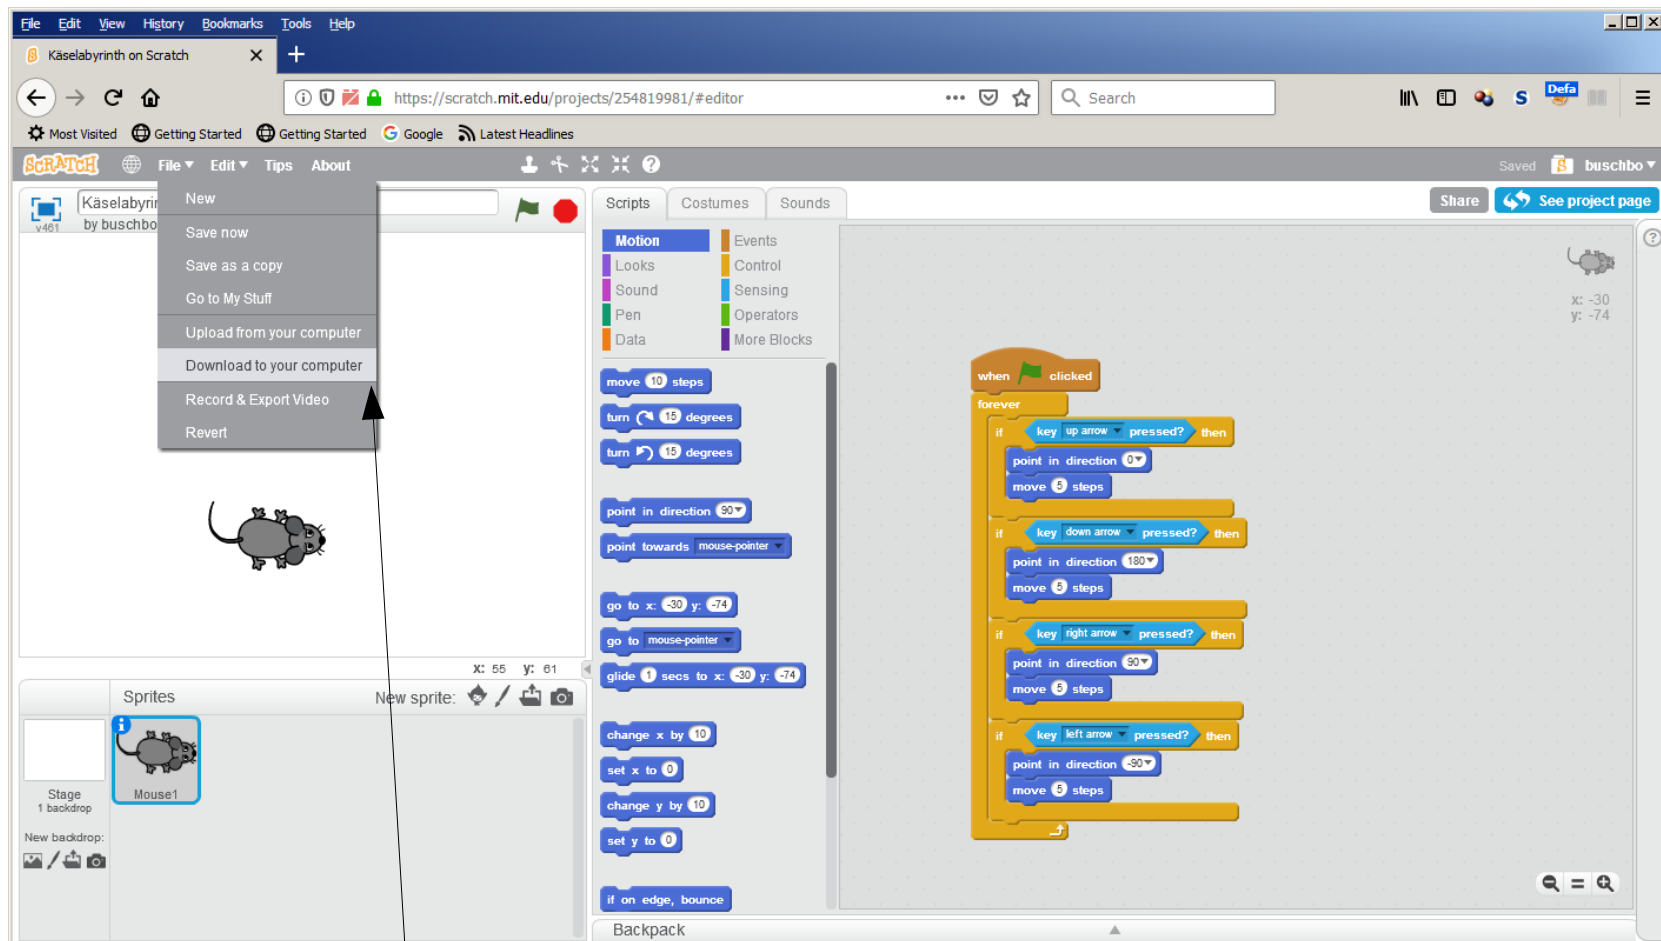 File Edit View History Bookmarks Tools Help
Käselabyrinth on Scratch
https://scratch.mit.edu/projects/254819981/#editor
Search
Defa
Most Visited Getting Started Getting Started Google Latest Headlines
SCRATCH File Edit Tips About
Saved buschbo
New
Save now
Save as a copy
Go to My Stuff
Upload from your computer
Download to your computer
Record & Export Video
Revert
Käselabyrin
v461 by buschbo
Scripts Costumes Sounds
Share See project page
Motion Events
Looks Control
Sound Sensing
Pen Operators
Data More Blocks
move 10 steps
turn 15 degrees
turn 15 degrees
point in direction 90
point towards mouse-pointer
go to x: -30 y: -74
go to mouse-pointer
glide 1 secs to x: -30 y: -74
change x by 10
set x to 0
change y by 10
set y to 0
if on edge, bounce
x: -30
y: -74
when clicked
forever
if key up arrow pressed? then
point in direction 0
move 5 steps
if key down arrow pressed? then
point in direction 180
move 5 steps
if key right arrow pressed? then
point in direction 90
move 5 steps
if key left arrow pressed? then
point in direction -90
move 5 steps
X: 55 y: 61
Sprites New sprite:
Stage
1 backdrop
New backdrop:
Mouse1
Backpack